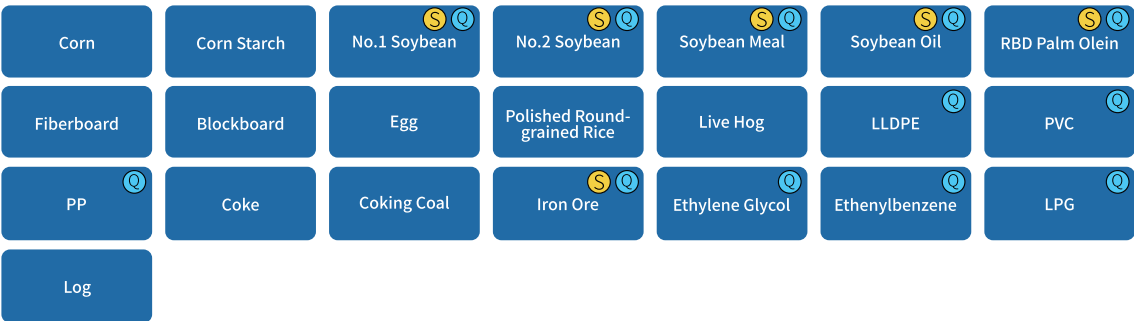 Corn
Corn Starch
S Q
No.1 Soybean
S Q
No.2 Soybean
S Q
Soybean Meal
S Q
Soybean Oil
S Q
RBD Palm Olein
Fiberboard
Blockboard
Egg
Polished Round-
grained Rice
Live Hog
Q
LLDPE
Q
PVC
Q
PP
Coke
Coking Coal
S Q
Iron Ore
Q
Ethylene Glycol
Q
Ethenylbenzene
Q
LPG
Log